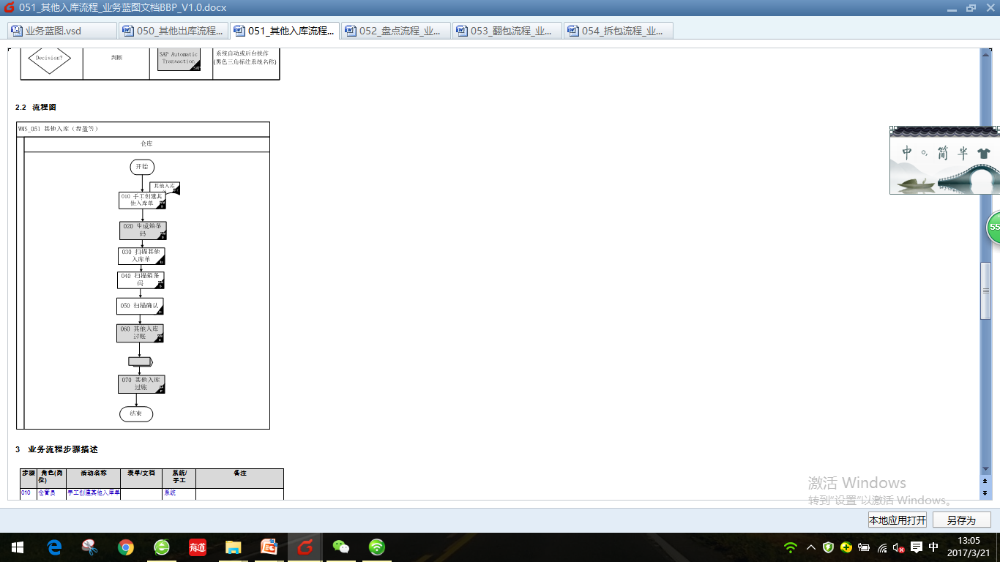 051_其他入库流程_业务蓝图文档BBP_V1.0.docx
业务蓝图.vsd
050_其他出库流程...
051_其他入库流程...
052_盘点流程_业...
053_翻包流程_业...
054_拆包流程_业...
Decision?
判断
SAP Automatic
Transaction
SAP
系统自动或后台操作
(黑色三角标注系统名称)
2.2 流程图
WMS_051 其他入库（盘盈等）
仓库
开始
其他入库
010 手工创建其
他入库单
020 生成箱条
码
030 扫描其他
入库单
040 扫描箱条
码
050 扫描确认
060 其他入库
过账
070 其他入库
过账
结束
3 业务流程步骤描述
步骤 角色(岗位) 活动名称 表单/文档 系统/手工 备注
010 仓管员 手工创建其他入库单 系统
中 °, 简 半
55
激活 Windows
转到"设置"以激活 Windows。
本地应用打开
另存为
有道
中
13:05
2017/3/21